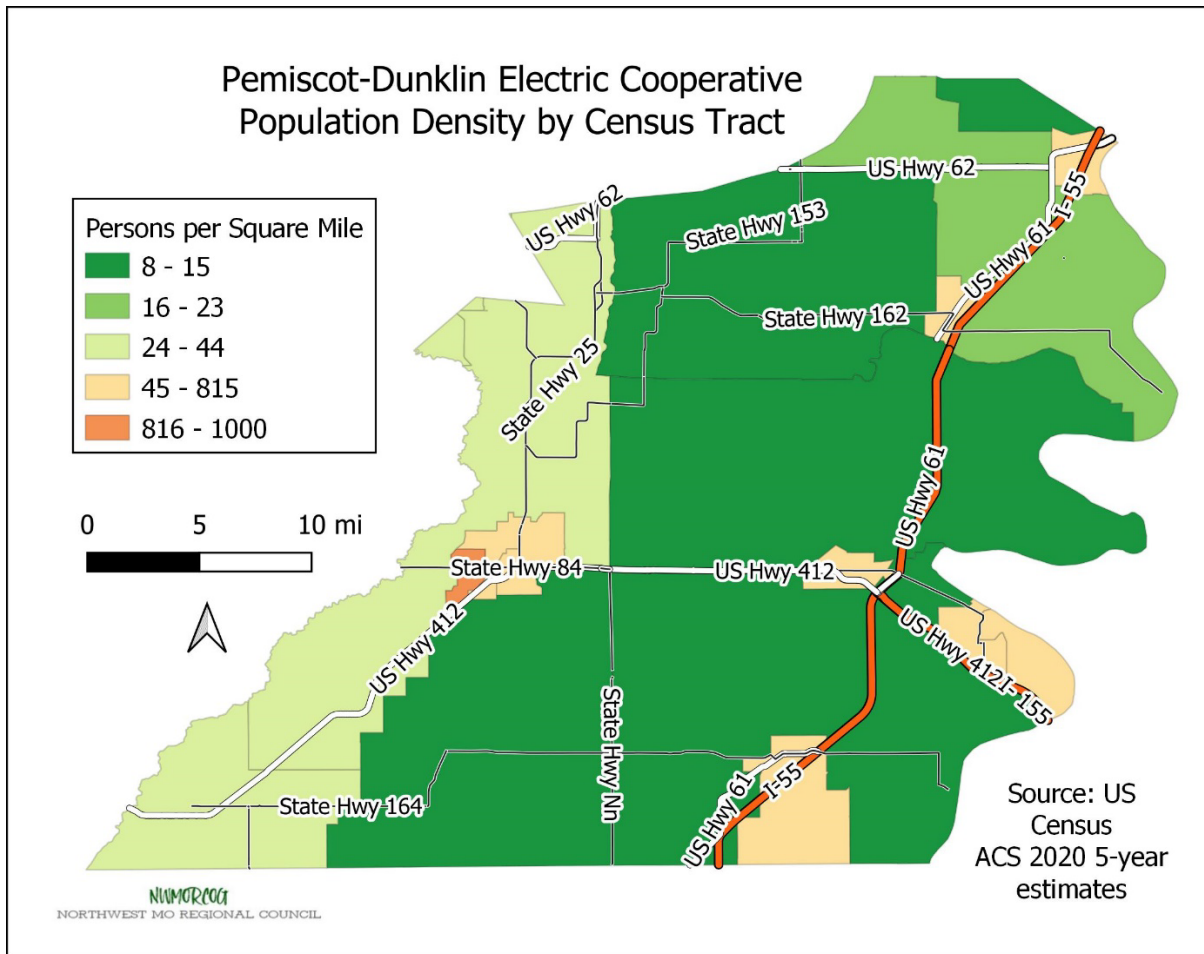 Pemiscot-Dunklin Electric Cooperative
Population Density by Census Tract
Persons per Square Mile
8 - 15
16 - 23
24 - 44
45 - 815
816 - 1000
0 5 10 mi
US Hwy 62
US Hwy 62
State Hwy 153
I-55
US Hwy 61
State Hwy 162
State Hwy 25
US Hwy 61
State Hwy 84
US Hwy 412
US Hwy 412
US Hwy 412
I-155
State Hwy Nn
State Hwy 164
US Hwy 61
I-55
Source: US
Census
ACS 2020 5-year
estimates
NWMORCOG
NORTHWEST MO REGIONAL COUNCIL